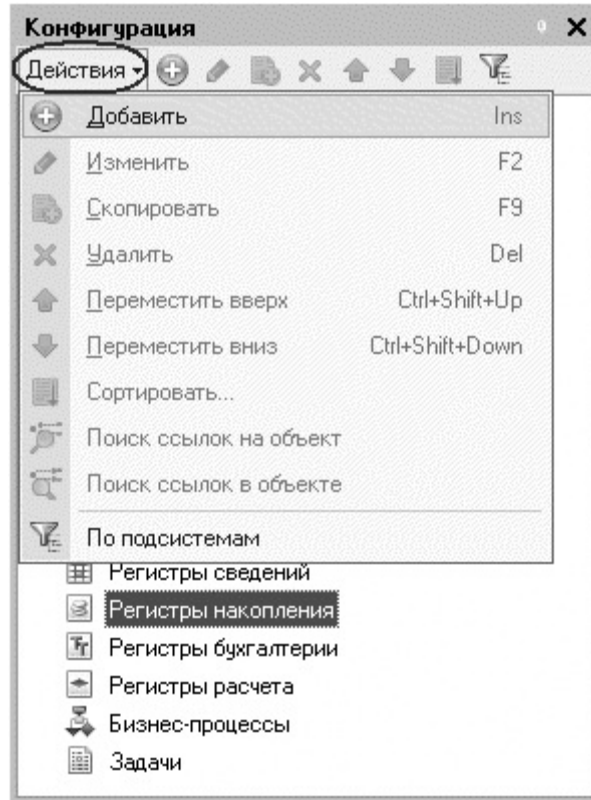 Конфигурация
Действия
Добавить Ins
Изменить F2
Скопировать F9
Удалить Del
Переместить вверх Ctrl+Shift+Up
Переместить вниз Ctrl+Shift+Down
Сортировать...
Поиск ссылок на объект
Поиск ссылок в объекте
По подсистемам
Регистры сведений
Регистры накопления
Регистры бухгалтерии
Регистры расчета
Бизнес-процессы
Задачи